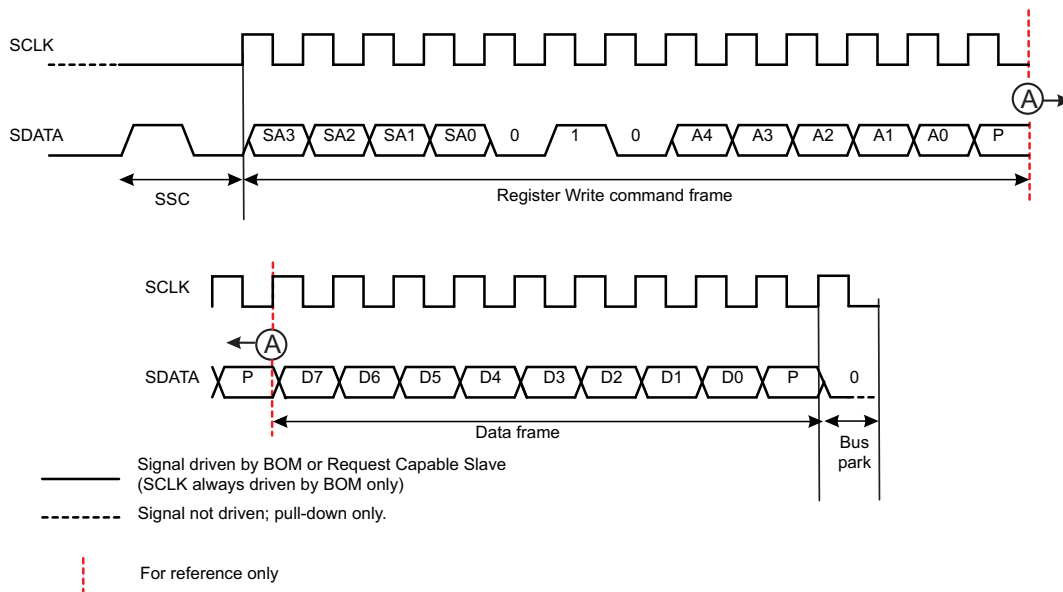 SCLK
A
SDATA SA3 SA2 SA1 SA0 0 1 0 A4 A3 A2 A1 A0 P
SSC Register Write command frame
SCLK
A
SDATA P D7 D6 D5 D4 D3 D2 D1 D0 P 0
Data frame
Bus
park
Signal driven by BOM or Request Capable Slave
(SCLK always driven by BOM only)
Signal not driven; pull-down only.
For reference only